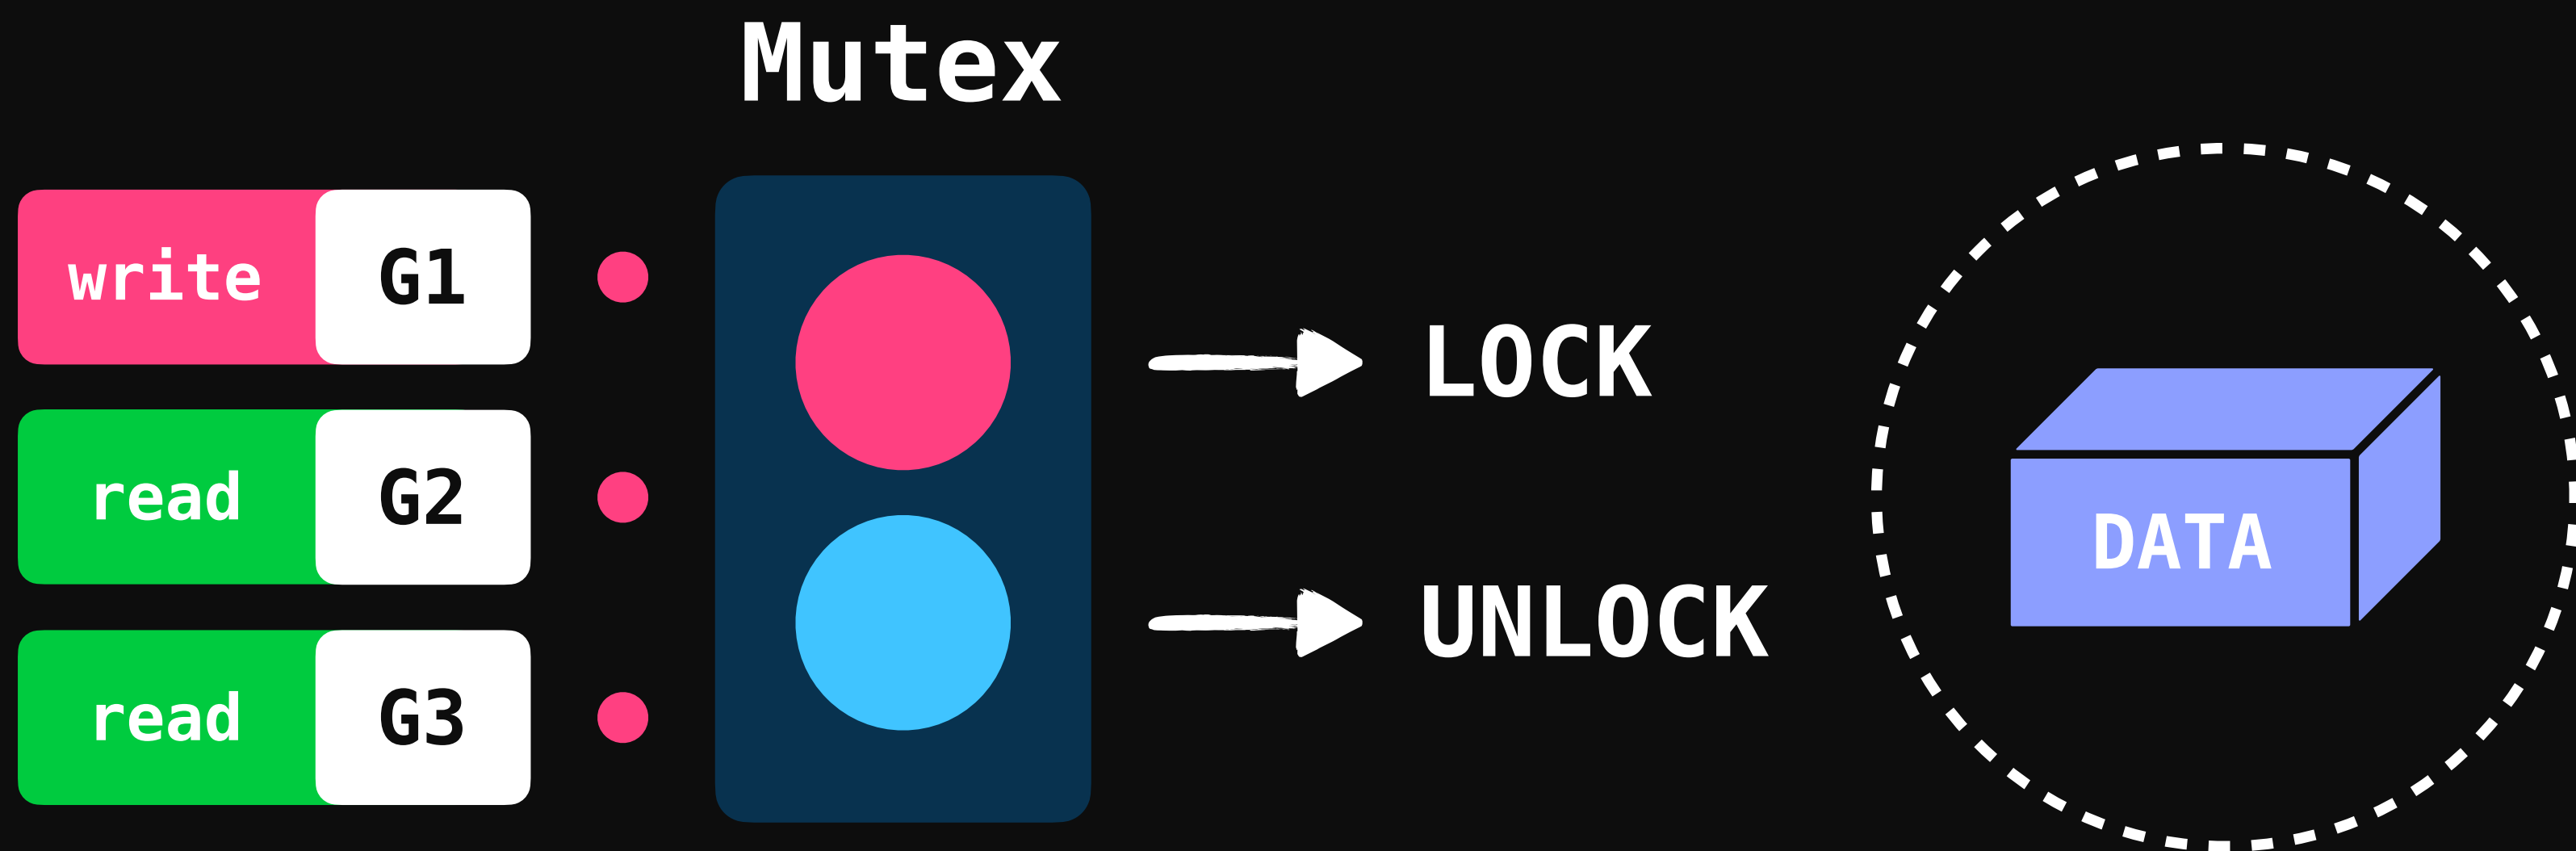 Mutex
write G1
read G2
read G3
LOCK
UNLOCK
DATA